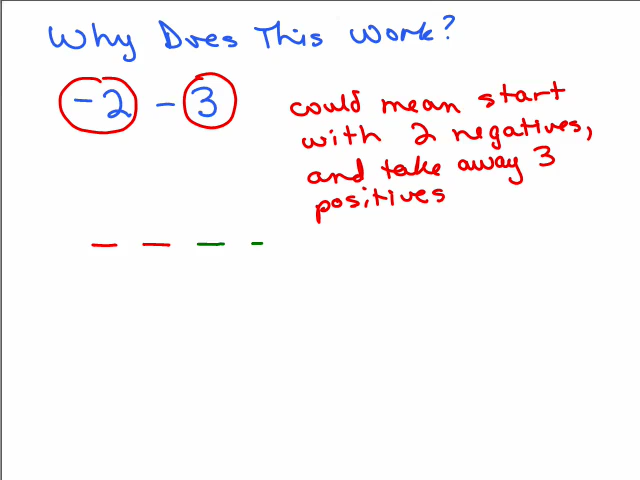 Why Does This Work?
-2 - 3
could mean start
with 2 negatives,
and take away 3
positives
— — — -